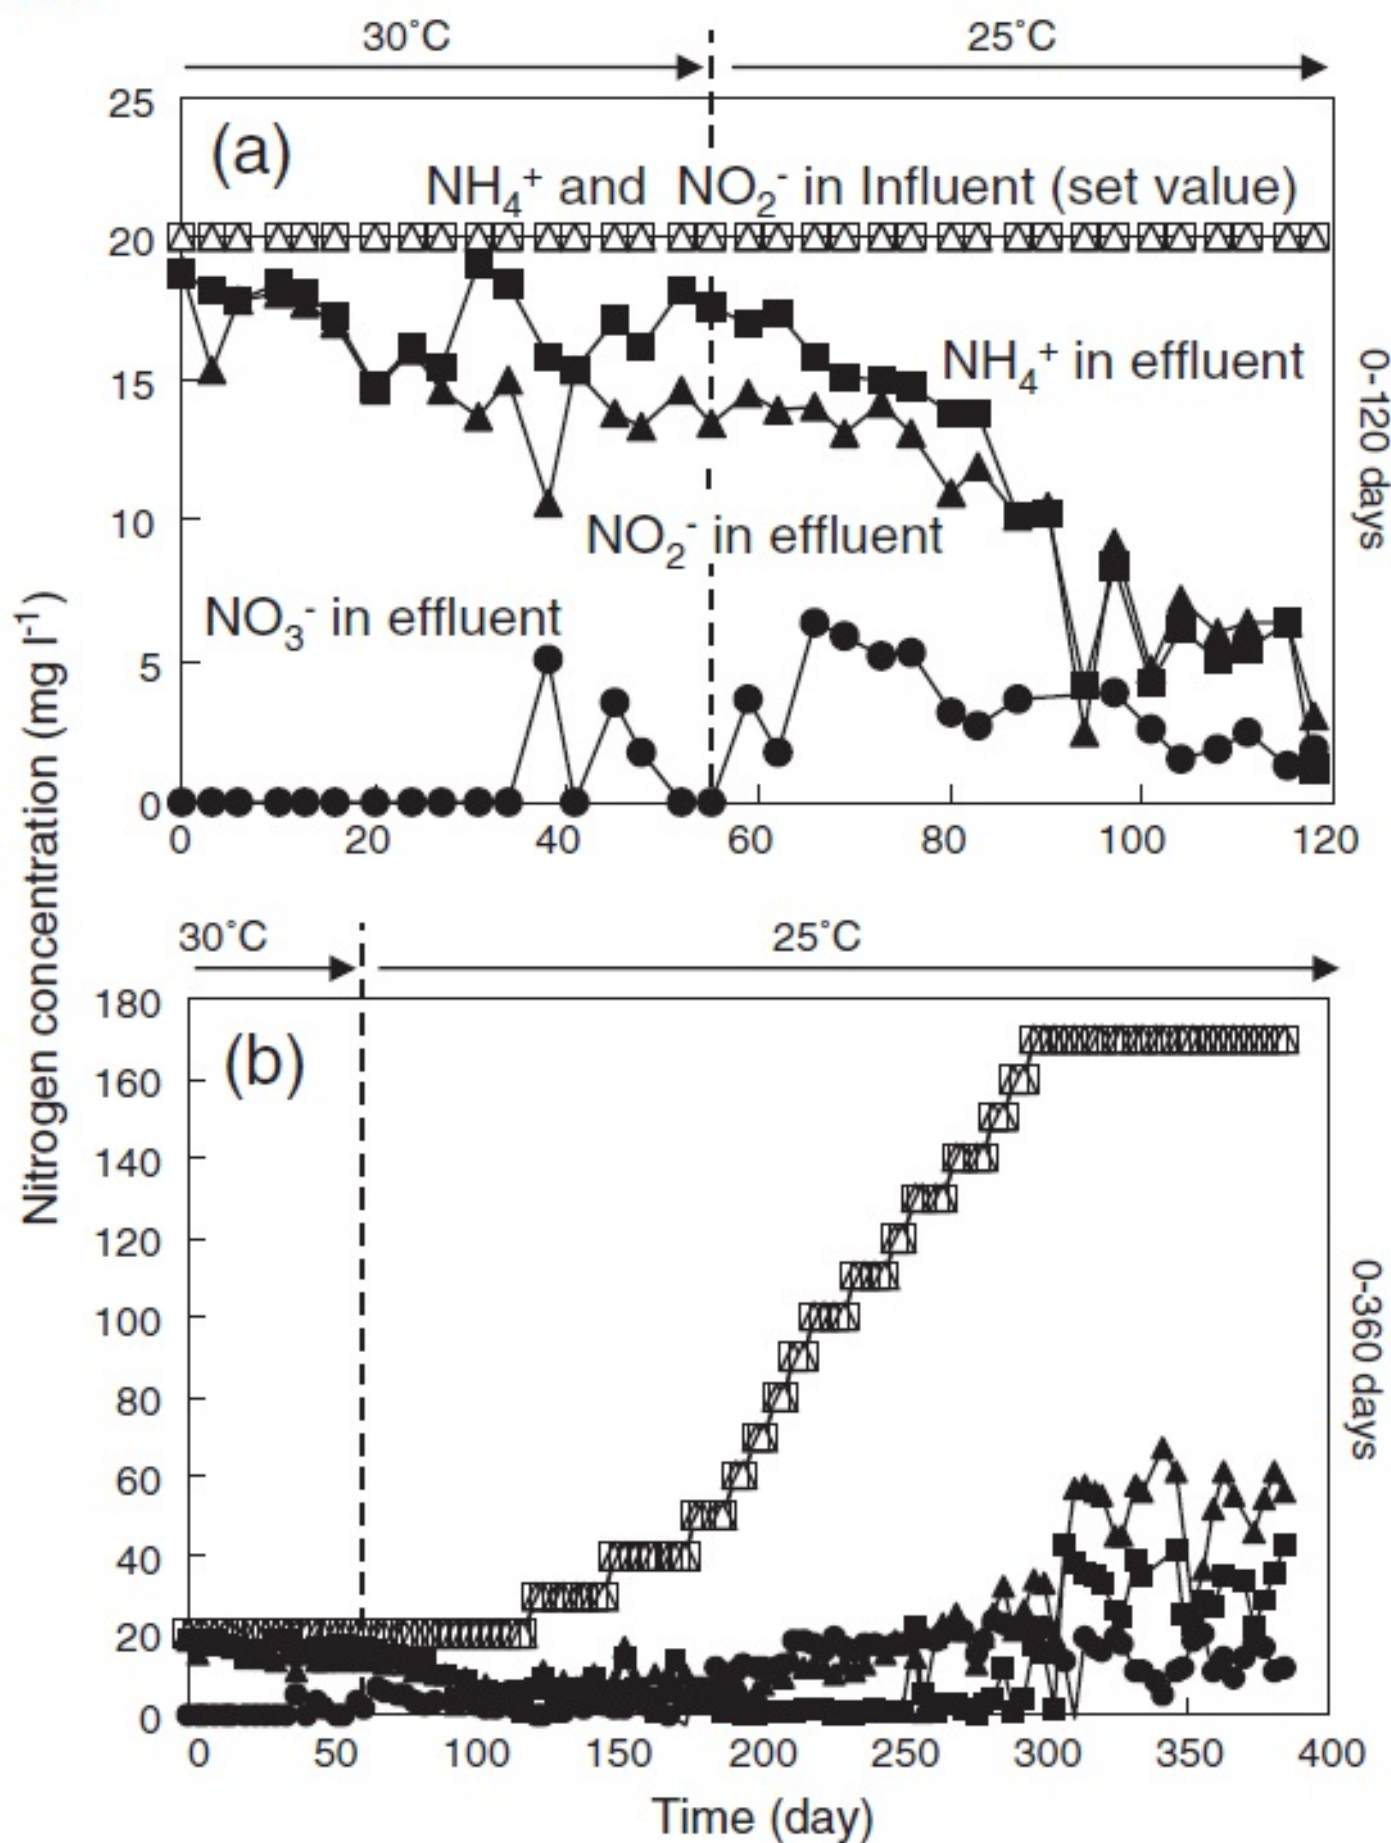 30˚C
25˚C
25
(a)
NH₄⁺ and NO₂⁻ in Influent (set value)
20
15
NH₄⁺ in effluent
10
NO₂⁻ in effluent
NO₃⁻ in effluent
5
0
0 20 40 60 80 100 120
0-120 days
Nitrogen concentration (mg l⁻¹)
30˚C
25˚C
180
(b)
160
140
120
100
80
60
40
20
0
0 50 100 150 200 250 300 350 400
0-360 days
Time (day)